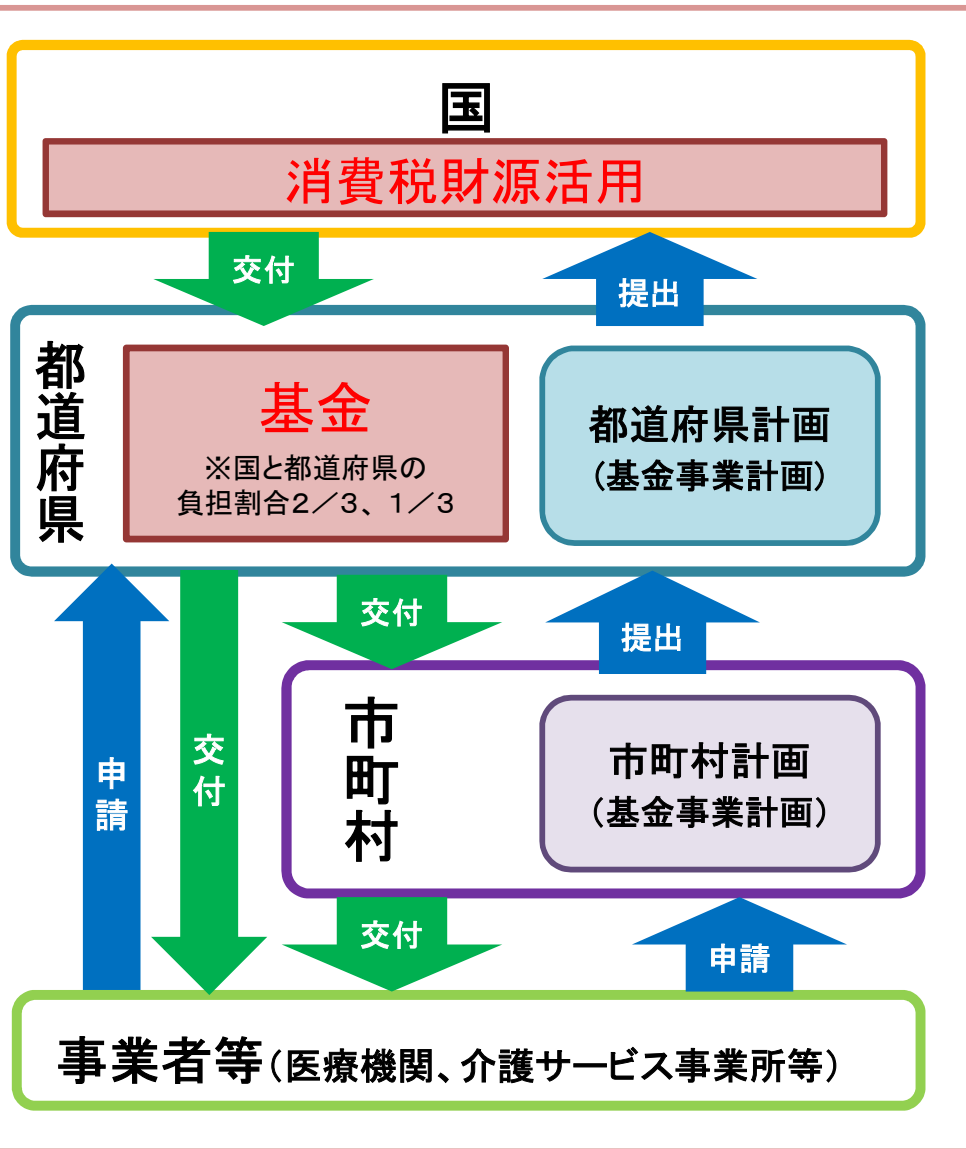 国
消費税財源活用
交付
提出
都道府県
基金
※国と都道府県の
負担割合2/3、1/3
都道府県計画
(基金事業計画)
交付
提出
申請
交付
市町村
市町村計画
(基金事業計画)
交付
申請
事業者等(医療機関、介護サービス事業所等)